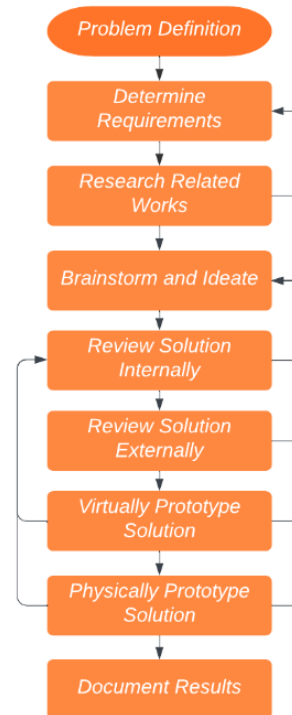 Problem Definition
Determine
Requirements
Research Related
Works
Brainstorm and Ideate
Review Solution
Internally
Review Solution
Externally
Virtually Prototype
Solution
Physically Prototype
Solution
Document Results